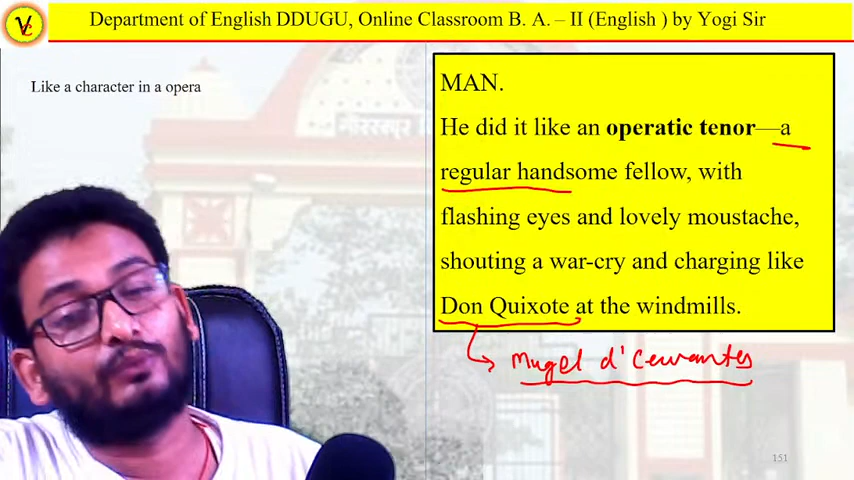 Department of English DDUGU, Online Classroom B. A. – II (English ) by Yogi Sir
Like a character in a opera
MAN.
He did it like an operatic tenor—a
regular handsome fellow, with
flashing eyes and lovely moustache,
shouting a war-cry and charging like
Don Quixote at the windmills.
Mugel d'Cervantes
151